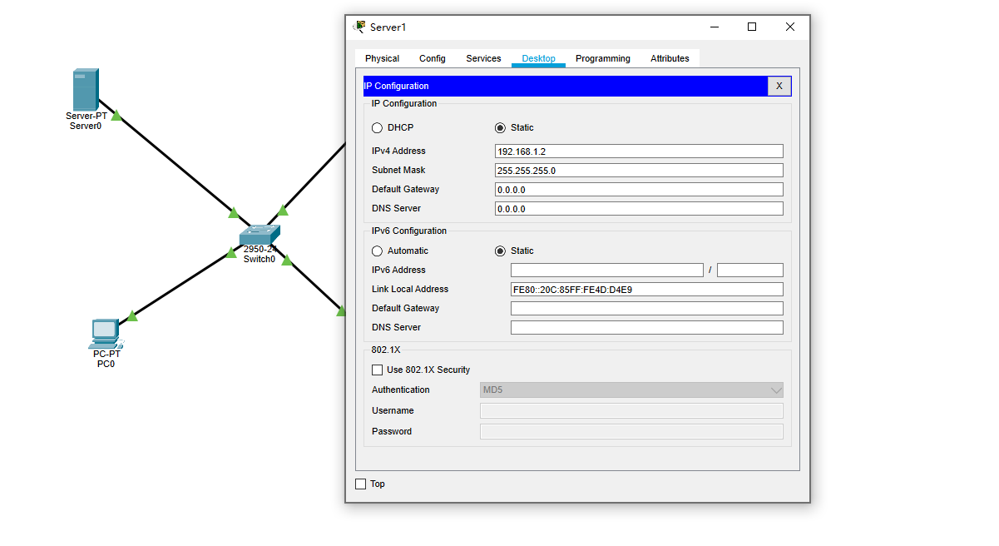 Server1
Physical Config Services Desktop Programming Attributes
IP Configuration X
IP Configuration
DHCP Static
IPv4 Address 192.168.1.2
Subnet Mask 255.255.255.0
Default Gateway 0.0.0.0
DNS Server 0.0.0.0
IPv6 Configuration
Automatic Static
IPv6 Address /
Link Local Address FE80::20C:85FF:FE4D:D4E9
Default Gateway
DNS Server
802.1X
Use 802.1X Security
Authentication MD5
Username
Password
Top
Server-PT
Server0
2950-24
Switch0
PC-PT
PC0